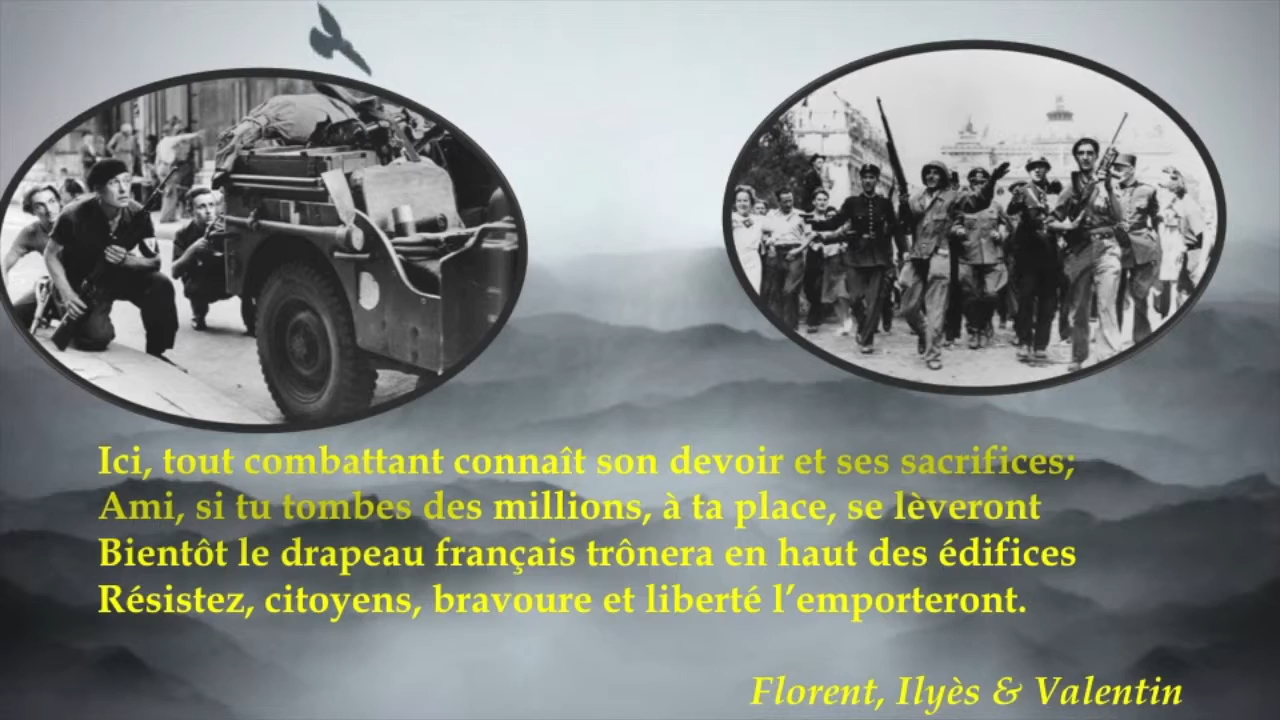 Ici, tout combattant connaît son devoir et ses sacrifices;
Ami, si tu tombes des millions, à ta place, se lèveront
Bientôt le drapeau français trônera en haut des édifices
Résistez, citoyens, bravoure et liberté l’emporteront.
Florent, Ilyès & Valentin